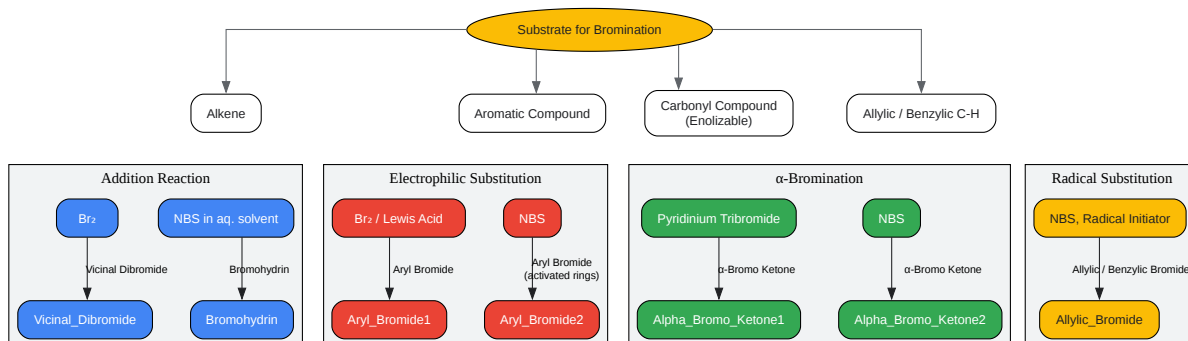 Substrate for Bromination
Alkene
Aromatic Compound
Carbonyl Compound
(Enolizable)
Allylic / Benzylic C-H
Addition Reaction
Electrophilic Substitution
α-Bromination
Radical Substitution
Br₂
NBS in aq. solvent
Br₂ / Lewis Acid
NBS
Pyridinium Tribromide
NBS
NBS, Radical Initiator
Vicinal Dibromide
Bromohydrin
Aryl Bromide
Aryl Bromide
(activated rings)
α-Bromo Ketone
α-Bromo Ketone
Allylic / Benzylic Bromide
Vicinal_Dibromide
Bromohydrin
Aryl_Bromide1
Aryl_Bromide2
Alpha_Bromo_Ketone1
Alpha_Bromo_Ketone2
Allylic_Bromide